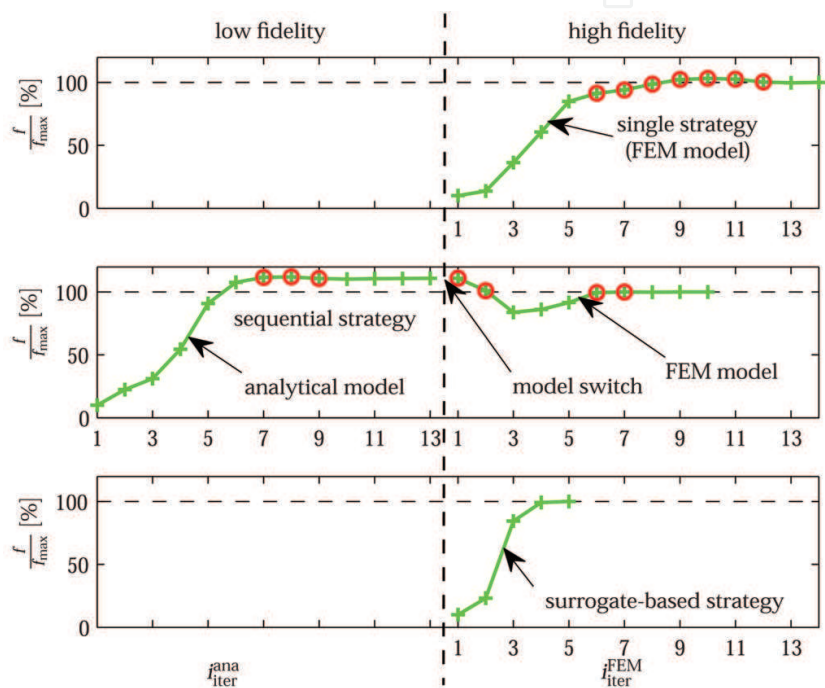 low fidelity
high fidelity
f/f_max [%]
100
50
0
single strategy
(FEM model)
1 3 5 7 9 11 13
f/f_max [%]
100
50
0
sequential strategy
analytical model
model switch
FEM model
1 3 5 7 9 11 13
1 3 5 7 9 11 13
f/f_max [%]
100
50
0
surrogate-based strategy
1 3 5 7 9 11 13
i_iter^ana
i_iter^FEM